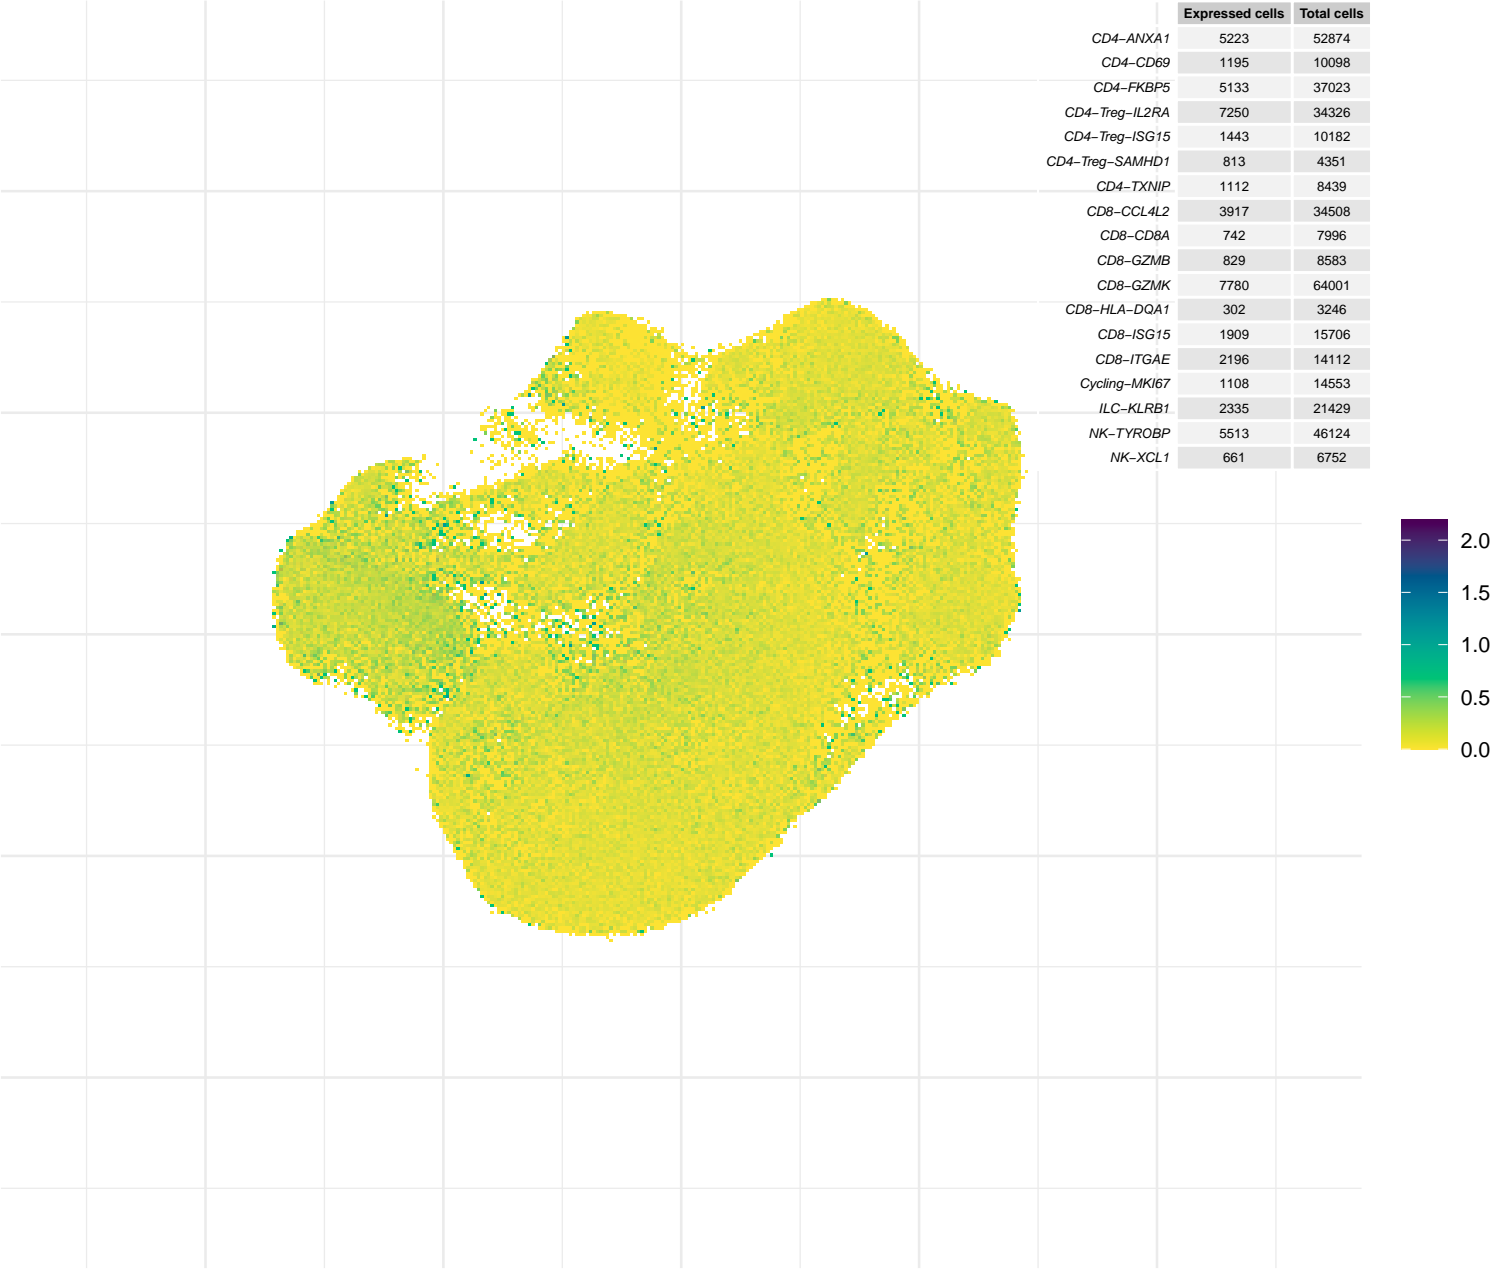 Expressed cells Total cells
CD4−ANXA1 5223 52874
CD4−CD69 1195 10098
CD4−FKBP5 5133 37023
CD4−Treg−IL2RA 7250 34326
CD4−Treg−ISG15 1443 10182
CD4−Treg−SAMHD1 813 4351
CD4−TXNIP 1112 8439
CD8−CCL4L2 3917 34508
CD8−CD8A 742 7996
CD8−GZMB 829 8583
CD8−GZMK 7780 64001
CD8−HLA−DQA1 302 3246
CD8−ISG15 1909 15706
CD8−ITGAE 2196 14112
Cycling−MKI67 1108 14553
ILC−KLRB1 2335 21429
NK−TYROBP 5513 46124
NK−XCL1 661 6752
2.0
1.5
1.0
0.5
0.0